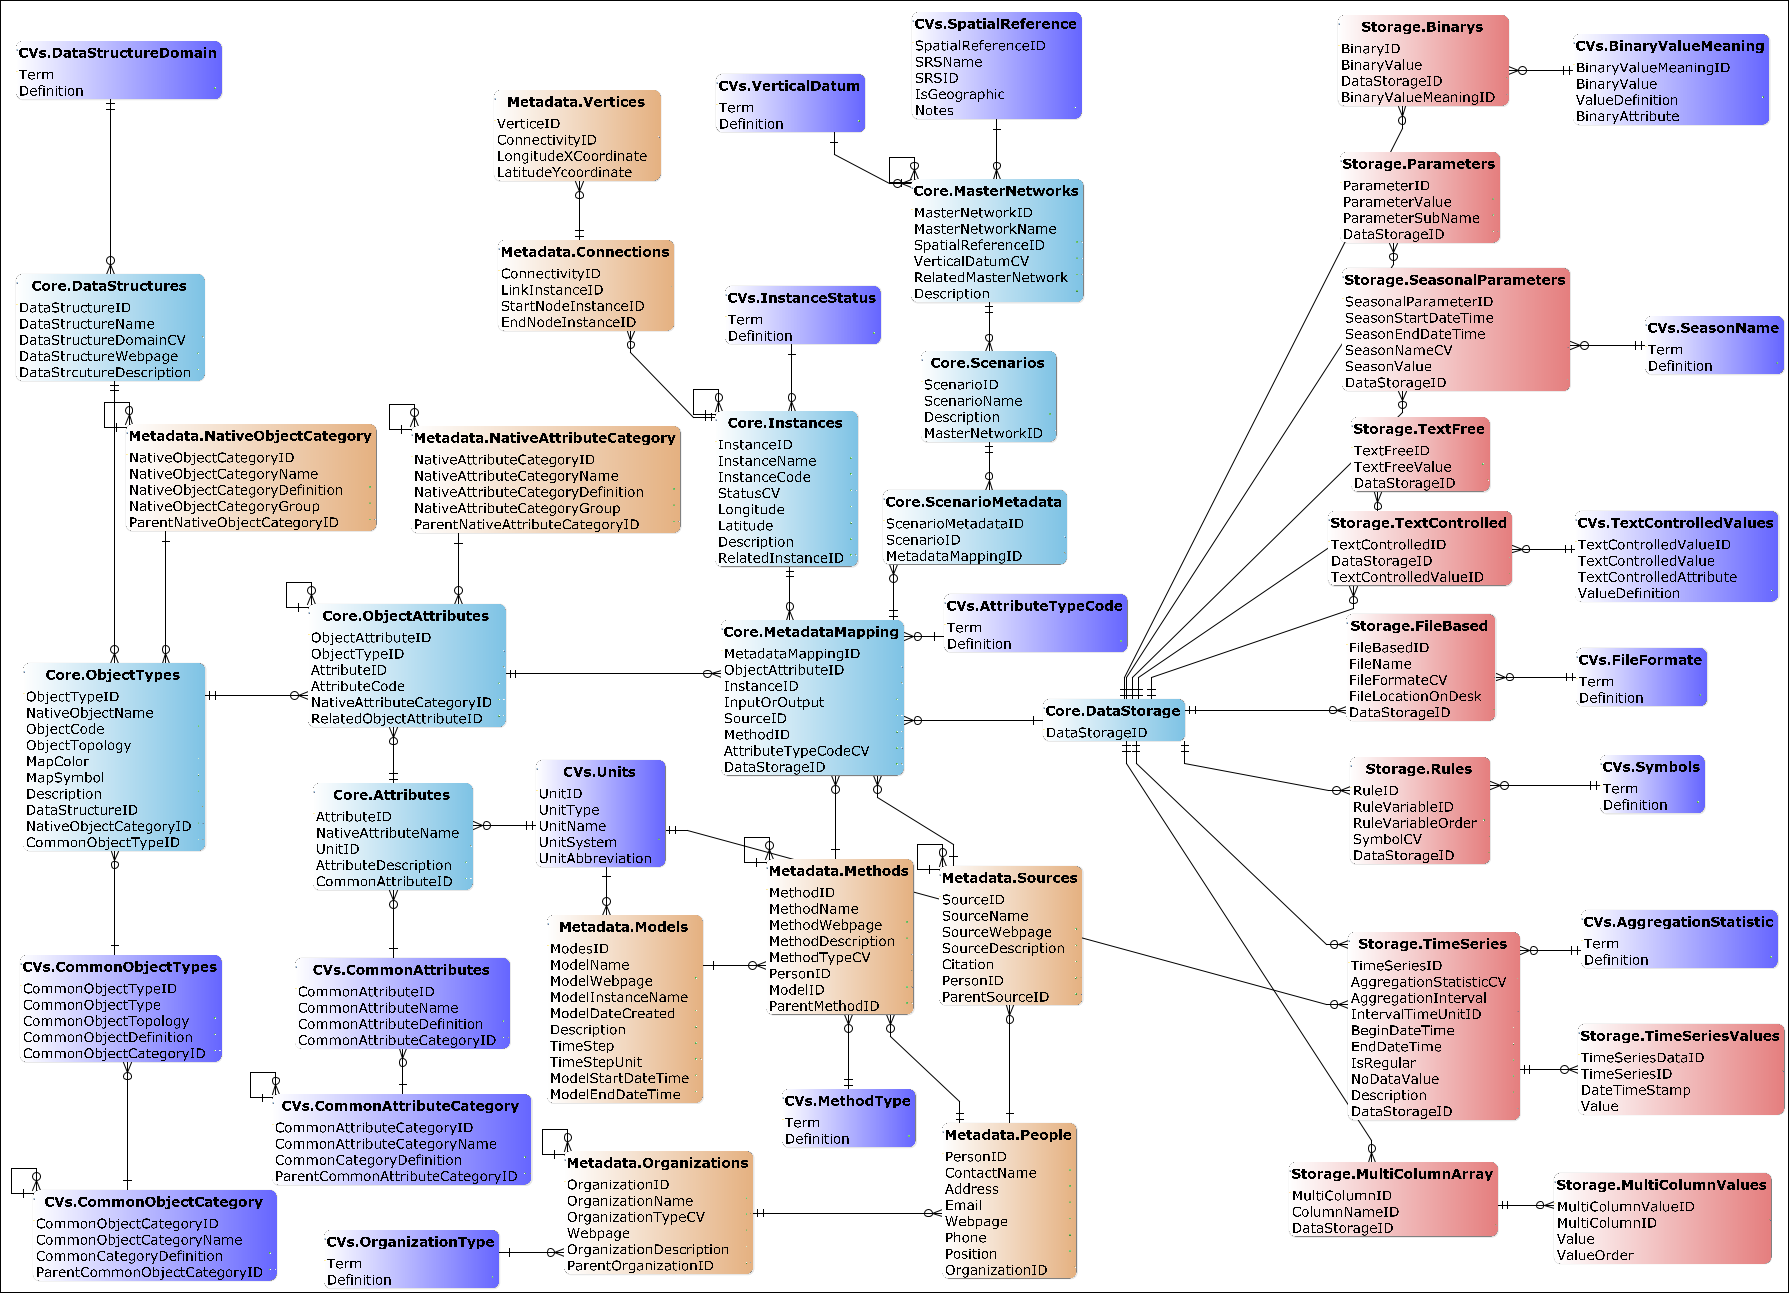 CVs.DataStructureDomain
Term
Definition
Core.DataStructures
DataStructureID
DataStructureName
DataStructureDomainCV
DataStructureWebpage
DataStrcutureDescription
Metadata.NativeObjectCategory
NativeObjectCategoryID
NativeObjectCategoryName
NativeObjectCategoryDefinition
NativeObjectCategoryGroup
ParentNativeObjectCategoryID
Core.ObjectTypes
ObjectTypeID
NativeObjectName
ObjectCode
ObjectTopology
MapColor
MapSymbol
Description
DataStructureID
NativeObjectCategoryID
CommonObjectTypeID
CVs.CommonObjectTypes
CommonObjectTypeID
CommonObjectType
CommonObjectTopology
CommonObjectDefinition
CommonObjectCategoryID
CVs.CommonObjectCategory
CommonObjectCategoryID
CommonObjectCategoryName
CommonCategoryDefinition
ParentCommonObjectCategoryID
Metadata.NativeAttributeCategory
NativeAttributeCategoryID
NativeAttributeCategoryName
NativeAttributeCategoryDefinition
NativeAttributeCategoryGroup
ParentNativeAttributeCategoryID
Core.ObjectAttributes
ObjectAttributeID
ObjectTypeID
AttributeID
AttributeCode
NativeAttributeCategoryID
RelatedObjectAttributeID
Core.Attributes
AttributeID
NativeAttributeName
UnitID
AttributeDescription
CommonAttributeID
CVs.CommonAttributes
CommonAttributeID
CommonAttributeName
CommonAttributeDefinition
CommonAttributeCategoryID
CVs.CommonAttributeCategory
CommonAttributeCategoryID
CommonAttributeCategoryName
CommonCategoryDefinition
ParentCommonAttributeCategoryID
CVs.OrganizationType
Term
Definition
Metadata.Vertices
VerticeID
ConnectivityID
LongitudeXCoordinate
LatitudeYcoordinate
Metadata.Connections
ConnectivityID
LinkInstanceID
StartNodeInstanceID
EndNodeInstanceID
CVs.Units
UnitID
UnitType
UnitName
UnitSystem
UnitAbbreviation
Metadata.Models
ModesID
ModelName
ModelWebpage
ModelInstanceName
ModelDateCreated
Description
TimeStep
TimeStepUnit
ModelStartDateTime
ModelEndDateTime
Metadata.Organizations
OrganizationID
OrganizationName
OrganizationTypeCV
Webpage
OrganizationDescription
ParentOrganizationID
CVs.VerticalDatum
Term
Definition
CVs.SpatialReference
SpatialReferenceID
SRSName
SRSID
IsGeographic
Notes
Core.MasterNetworks
MasterNetworkID
MasterNetworkName
SpatialReferenceID
VerticalDatumCV
RelatedMasterNetwork
Description
CVs.InstanceStatus
Term
Definition
Core.Scenarios
ScenarioID
ScenarioName
Description
MasterNetworkID
Core.Instances
InstanceID
InstanceName
InstanceCode
StatusCV
Longitude
Latitude
Description
RelatedInstanceID
Core.ScenarioMetadata
ScenarioMetadataID
ScenarioID
MetadataMappingID
Core.MetadataMapping
MetadataMappingID
ObjectAttributeID
InstanceID
InputOrOutput
SourceID
MethodID
AttributeTypeCodeCV
DataStorageID
CVs.AttributeTypeCode
Term
Definition
Core.DataStorage
DataStorageID
Metadata.Methods
MethodID
MethodName
MethodWebpage
MethodDescription
MethodTypeCV
PersonID
ModelID
ParentMethodID
Metadata.Sources
SourceID
SourceName
SourceWebpage
SourceDescription
Citation
PersonID
ParentSourceID
CVs.MethodType
Term
Definition
Metadata.People
PersonID
ContactName
Address
Email
Webpage
Phone
Position
OrganizationID
Storage.Binarys
BinaryID
BinaryValue
DataStorageID
BinaryValueMeaningID
CVs.BinaryValueMeaning
BinaryValueMeaningID
BinaryValue
ValueDefinition
BinaryAttribute
Storage.Parameters
ParameterID
ParameterValue
ParameterSubName
DataStorageID
Storage.SeasonalParameters
SeasonalParameterID
SeasonStartDateTime
SeasonEndDateTime
SeasonNameCV
SeasonValue
DataStorageID
CVs.SeasonName
Term
Definition
Storage.TextFree
TextFreeID
TextFreeValue
DataStorageID
Storage.TextControlled
TextControlledID
DataStorageID
TextControlledValueID
CVs.TextControlledValues
TextControlledValueID
TextControlledValue
TextControlledAttribute
ValueDefinition
Storage.FileBased
FileBasedID
FileName
FileFormateCV
FileLocationOnDesk
DataStorageID
CVs.FileFormate
Term
Definition
Storage.Rules
RuleID
RuleVariableID
RuleVariableOrder
SymbolCV
DataStorageID
CVs.Symbols
Term
Definition
Storage.TimeSeries
TimeSeriesID
AggregationStatisticCV
AggregationInterval
IntervalTimeUnitID
BeginDateTime
EndDateTime
IsRegular
NoDataValue
Description
DataStorageID
CVs.AggregationStatistic
Term
Definition
Storage.TimeSeriesValues
TimeSeriesDataID
TimeSeriesID
DateTimeStamp
Value
Storage.MultiColumnArray
MultiColumnID
ColumnNameID
DataStorageID
Storage.MultiColumnValues
MultiColumnValueID
MultiColumnID
Value
ValueOrder